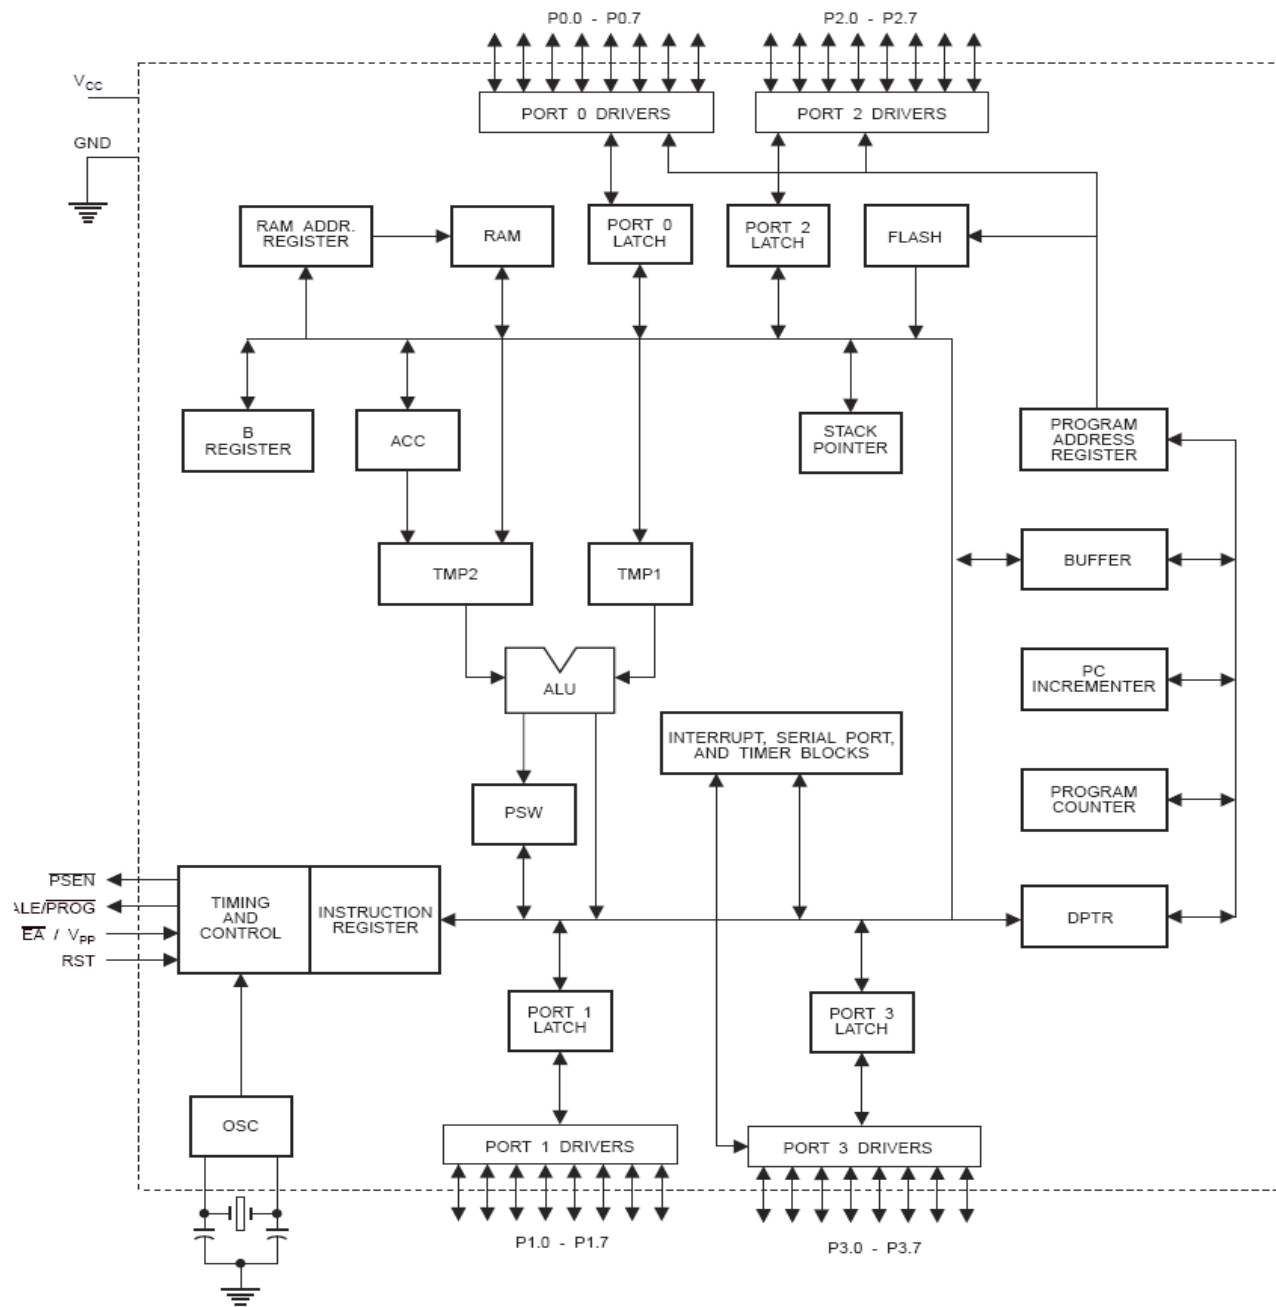 P0.0 - P0.7
P2.0 - P2.7
VCC
PORT 0 DRIVERS
PORT 2 DRIVERS
GND
RAM ADDR.
REGISTER
RAM
PORT 0
LATCH
PORT 2
LATCH
FLASH
B
REGISTER
ACC
STACK
POINTER
PROGRAM
ADDRESS
REGISTER
BUFFER
TMP2
TMP1
ALU
PC
INCREMENTER
INTERRUPT, SERIAL PORT,
AND TIMER BLOCKS
PSW
PROGRAM
COUNTER
PSEN
ALE/PROG
EA / VPP
RST
TIMING
AND
CONTROL
INSTRUCTION
REGISTER
DPTR
PORT 1
LATCH
PORT 3
LATCH
OSC
PORT 1 DRIVERS
PORT 3 DRIVERS
P1.0 - P1.7
P3.0 - P3.7